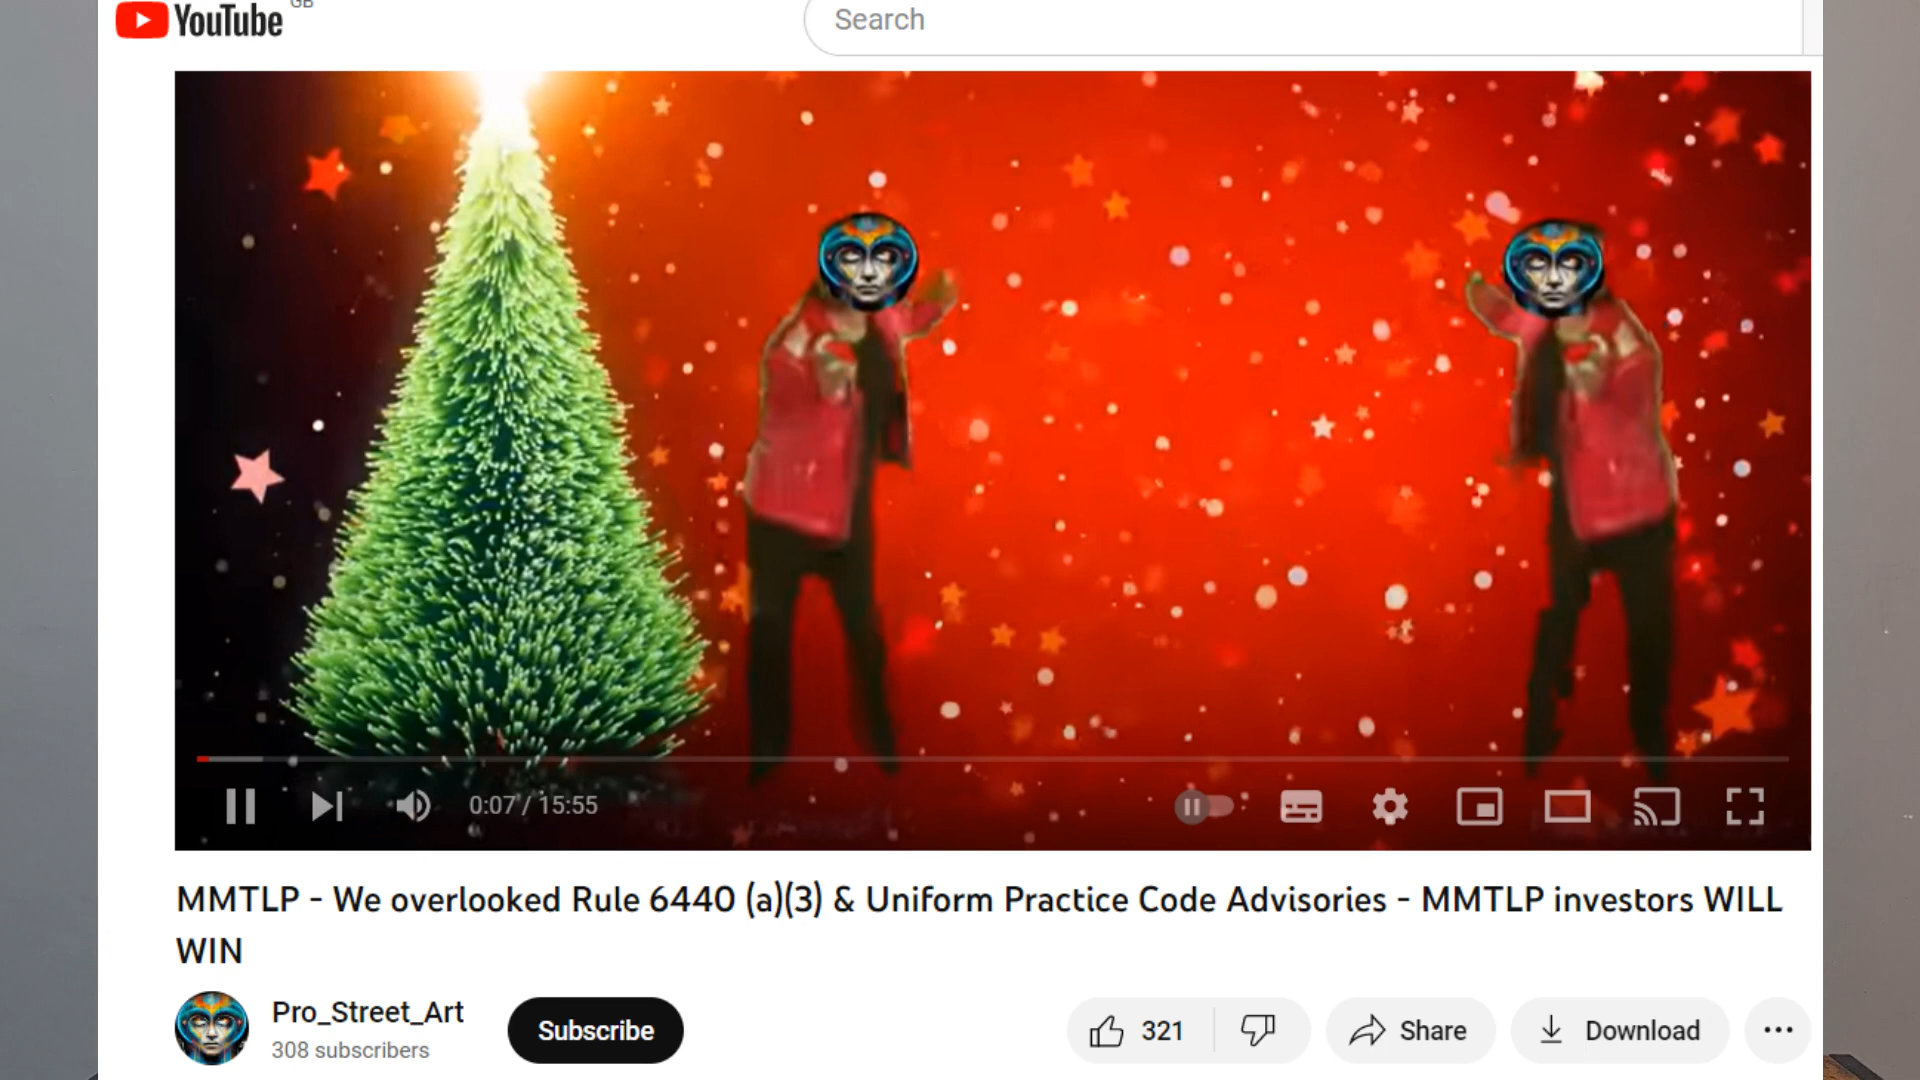 YouTube GB
Search
0:07 / 15:55
MMTLP - We overlooked Rule 6440 (a)(3) & Uniform Practice Code Advisories - MMTLP investors WILL
WIN
Pro_Street_Art
308 subscribers
Subscribe
321
Share
Download